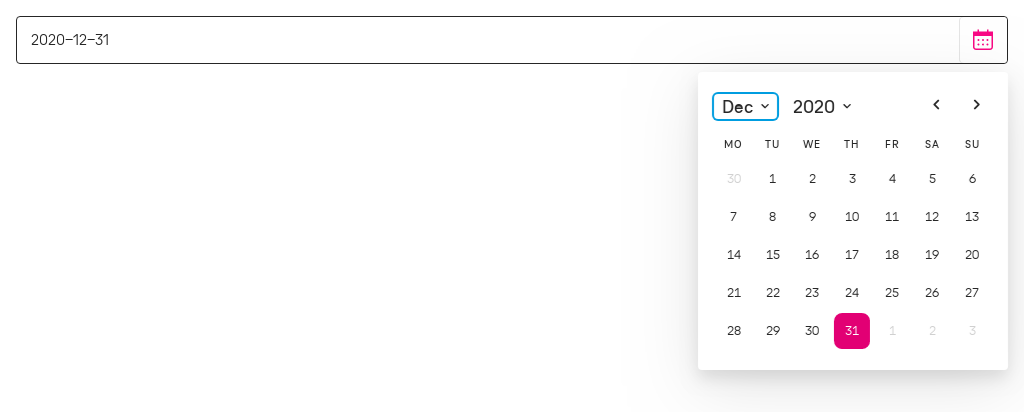 2020-12-31
Dec 2020
MO TU WE TH FR SA SU
30 1 2 3 4 5 6
7 8 9 10 11 12 13
14 15 16 17 18 19 20
21 22 23 24 25 26 27
28 29 30 31 1 2 3